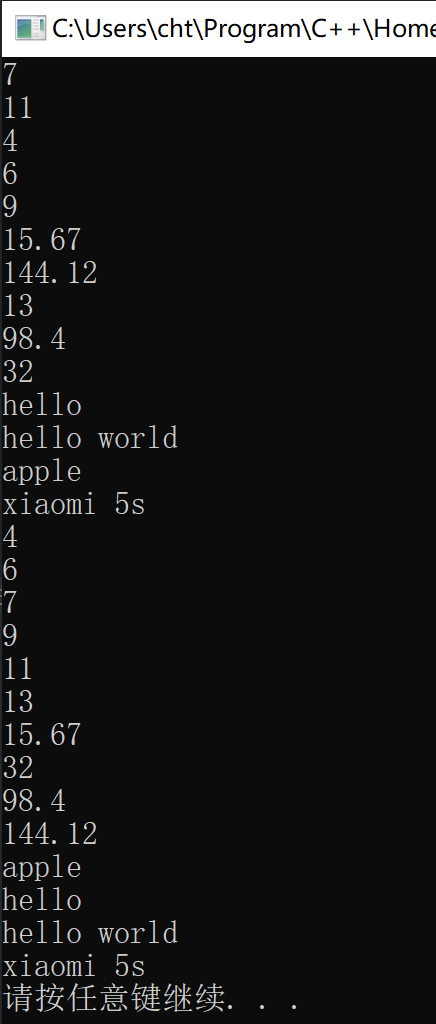 C:\Users\cht\Program\C++\Home
7
11
4
6
9
15.67
144.12
13
98.4
32
hello
hello world
apple
xiaomi 5s
4
6
7
9
11
13
15.67
32
98.4
144.12
apple
hello
hello world
xiaomi 5s
请按任意键继续. . .